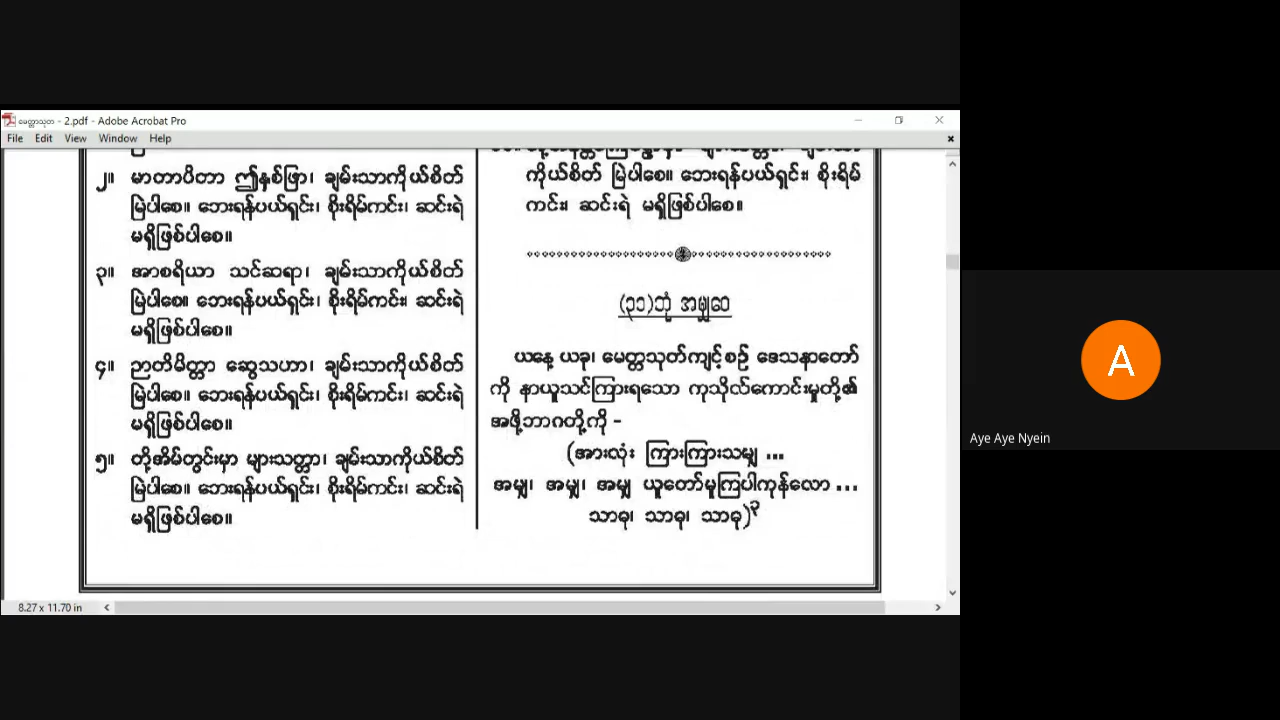 မေတ္တာသုတ - 2.pdf - Adobe Acrobat Pro
File Edit View Window Help
၂။ မာတာပိတာ ဤနှစ်ဖြာ၊ ချမ်းသာကိုယ်စိတ်
မြဲပါစေ။ ဘေးရန်ပယ်ရှင်း၊ စိုးရိမ်ကင်း၊ ဆင်းရဲ
မရှိဖြစ်ပါစေ။
၃။ အာစရိယာ သင်ဆရာ၊ ချမ်းသာကိုယ်စိတ်
မြဲပါစေ။ ဘေးရန်ပယ်ရှင်း၊ စိုးရိမ်ကင်း၊ ဆင်းရဲ
မရှိဖြစ်ပါစေ။
၄။ ဉာတိမိတ္တာ ဆွေသဟာ၊ ချမ်းသာကိုယ်စိတ်
မြဲပါစေ။ ဘေးရန်ပယ်ရှင်း၊ စိုးရိမ်ကင်း၊ ဆင်းရဲ
မရှိဖြစ်ပါစေ။
၅။ တို့အိမ်တွင်းမှာ များသတ္တာ၊ ချမ်းသာကိုယ်စိတ်
မြဲပါစေ။ ဘေးရန်ပယ်ရှင်း၊ စိုးရိမ်ကင်း၊ ဆင်းရဲ
မရှိဖြစ်ပါစေ။
ကိုယ်စိတ် မြဲပါစေ။ ဘေးရန်ပယ်ရှင်း၊ စိုးရိမ်
ကင်း၊ ဆင်းရဲ မရှိဖြစ်ပါစေ။
(၃၁)ဘုံ အမျှဝေ
ယနေ့ ယခု၊ မေတ္တသုတ်ကျင့်စဉ် ဒေသနာတော်
ကို နာယူသင်ကြားရသော ကုသိုလ်ကောင်းမှုတို့၏
အဖို့ဘာဂတို့ကို -
(အားလုံး ကြားကြားသမျှ ...
အမျှ၊ အမျှ၊ အမျှ ယူတော်မူကြပါကုန်လော ...
သာဓု၊ သာဓု၊ သာဓု)၃
8.27 x 11.70 in
A
Aye Aye Nyein